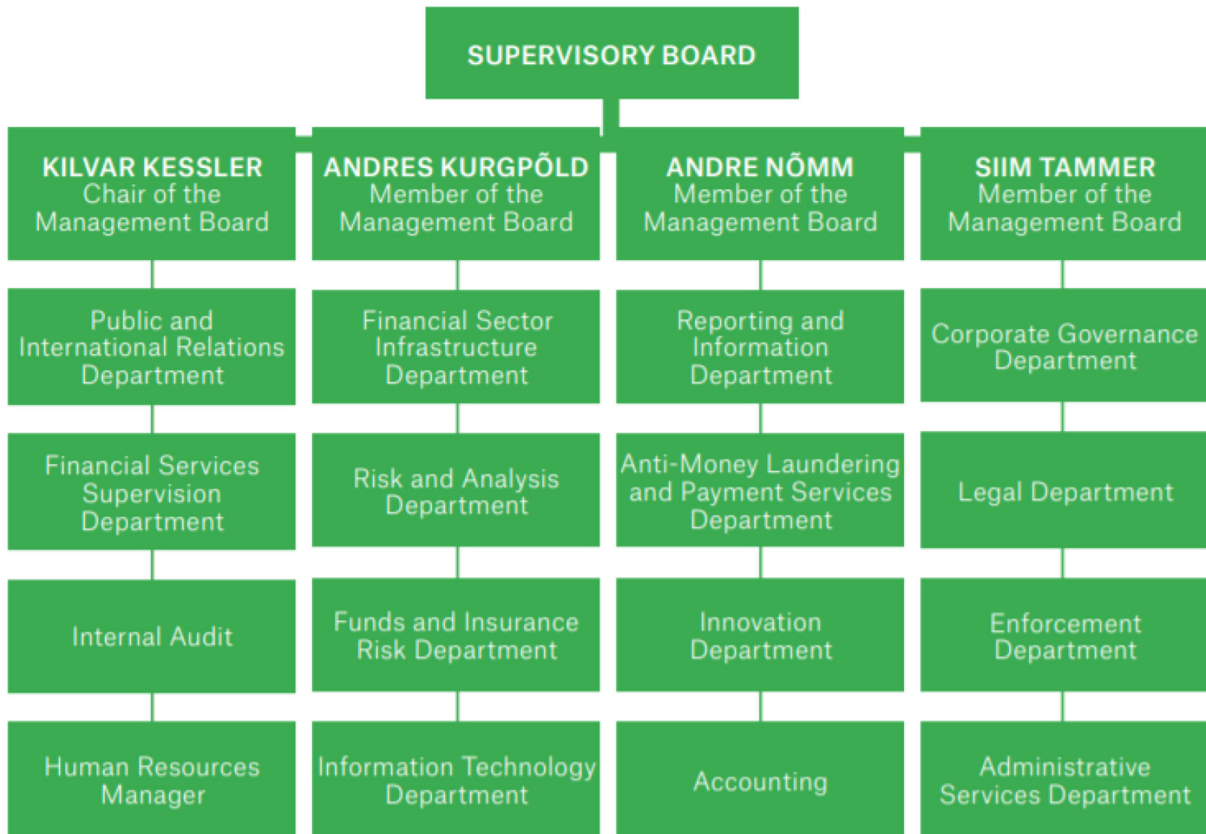 SUPERVISORY BOARD
KILVAR KESSLER
Chair of the
Management Board
ANDRES KURGPÕLD
Member of the
Management Board
ANDRE NÕMM
Member of the
Management Board
SIIM TAMMER
Member of the
Management Board
Public and
International Relations
Department
Financial Sector
Infrastructure
Department
Reporting and
Information
Department
Corporate Governance
Department
Financial Services
Supervision
Department
Risk and Analysis
Department
Anti-Money Laundering
and Payment Services
Department
Legal Department
Internal Audit
Funds and Insurance
Risk Department
Innovation
Department
Enforcement
Department
Human Resources
Manager
Information Technology
Department
Accounting
Administrative
Services Department